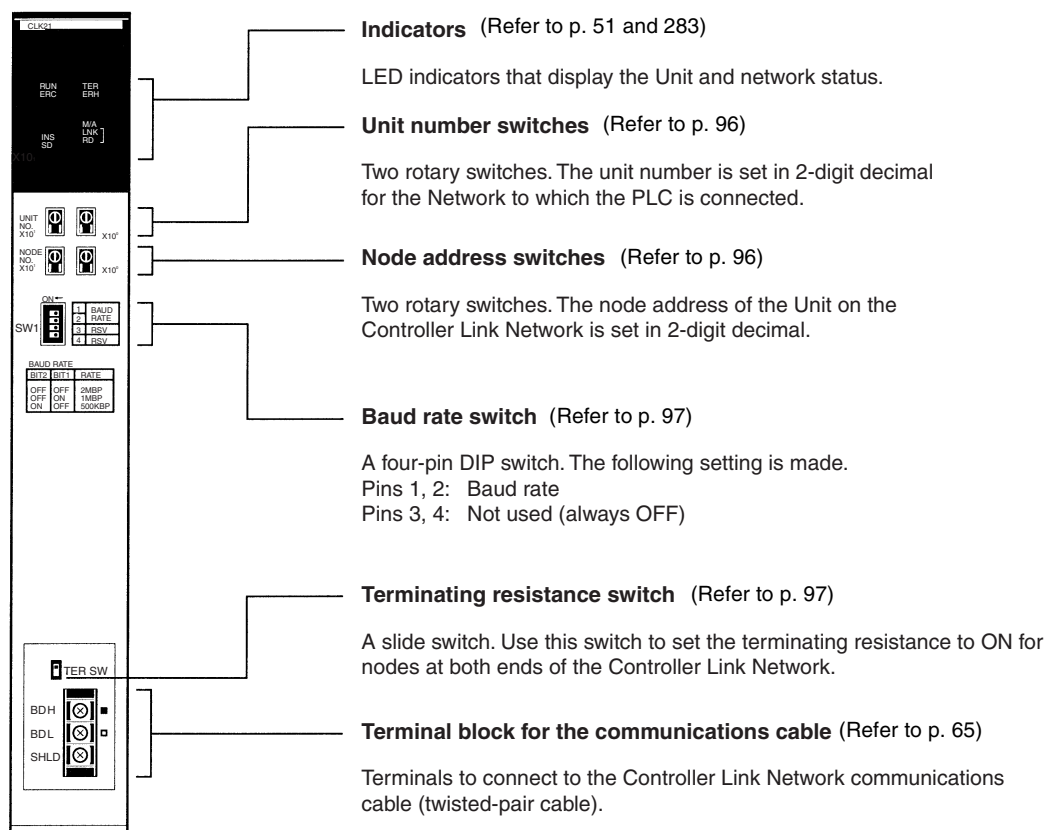 CLK21
RUN TER
ERC ERH
M/A
INS LNK
SD RD
X10
UNIT
NO.
X10¹ X10⁰
NODE
NO.
X10¹ X10⁰
ON←
SW1
1 BAUD
2 RATE
3 RSV
4 RSV
BAUD RATE
BIT2 BIT1 RATE
OFF OFF 2MBP
OFF ON 1MBP
ON OFF 500KBP
TER SW
BDH
BDL
SHLD
Indicators (Refer to p. 51 and 283)
LED indicators that display the Unit and network status.
Unit number switches (Refer to p. 96)
Two rotary switches. The unit number is set in 2-digit decimal
for the Network to which the PLC is connected.
Node address switches (Refer to p. 96)
Two rotary switches. The node address of the Unit on the
Controller Link Network is set in 2-digit decimal.
Baud rate switch (Refer to p. 97)
A four-pin DIP switch. The following setting is made.
Pins 1, 2: Baud rate
Pins 3, 4: Not used (always OFF)
Terminating resistance switch (Refer to p. 97)
A slide switch. Use this switch to set the terminating resistance to ON for
nodes at both ends of the Controller Link Network.
Terminal block for the communications cable (Refer to p. 65)
Terminals to connect to the Controller Link Network communications
cable (twisted-pair cable).